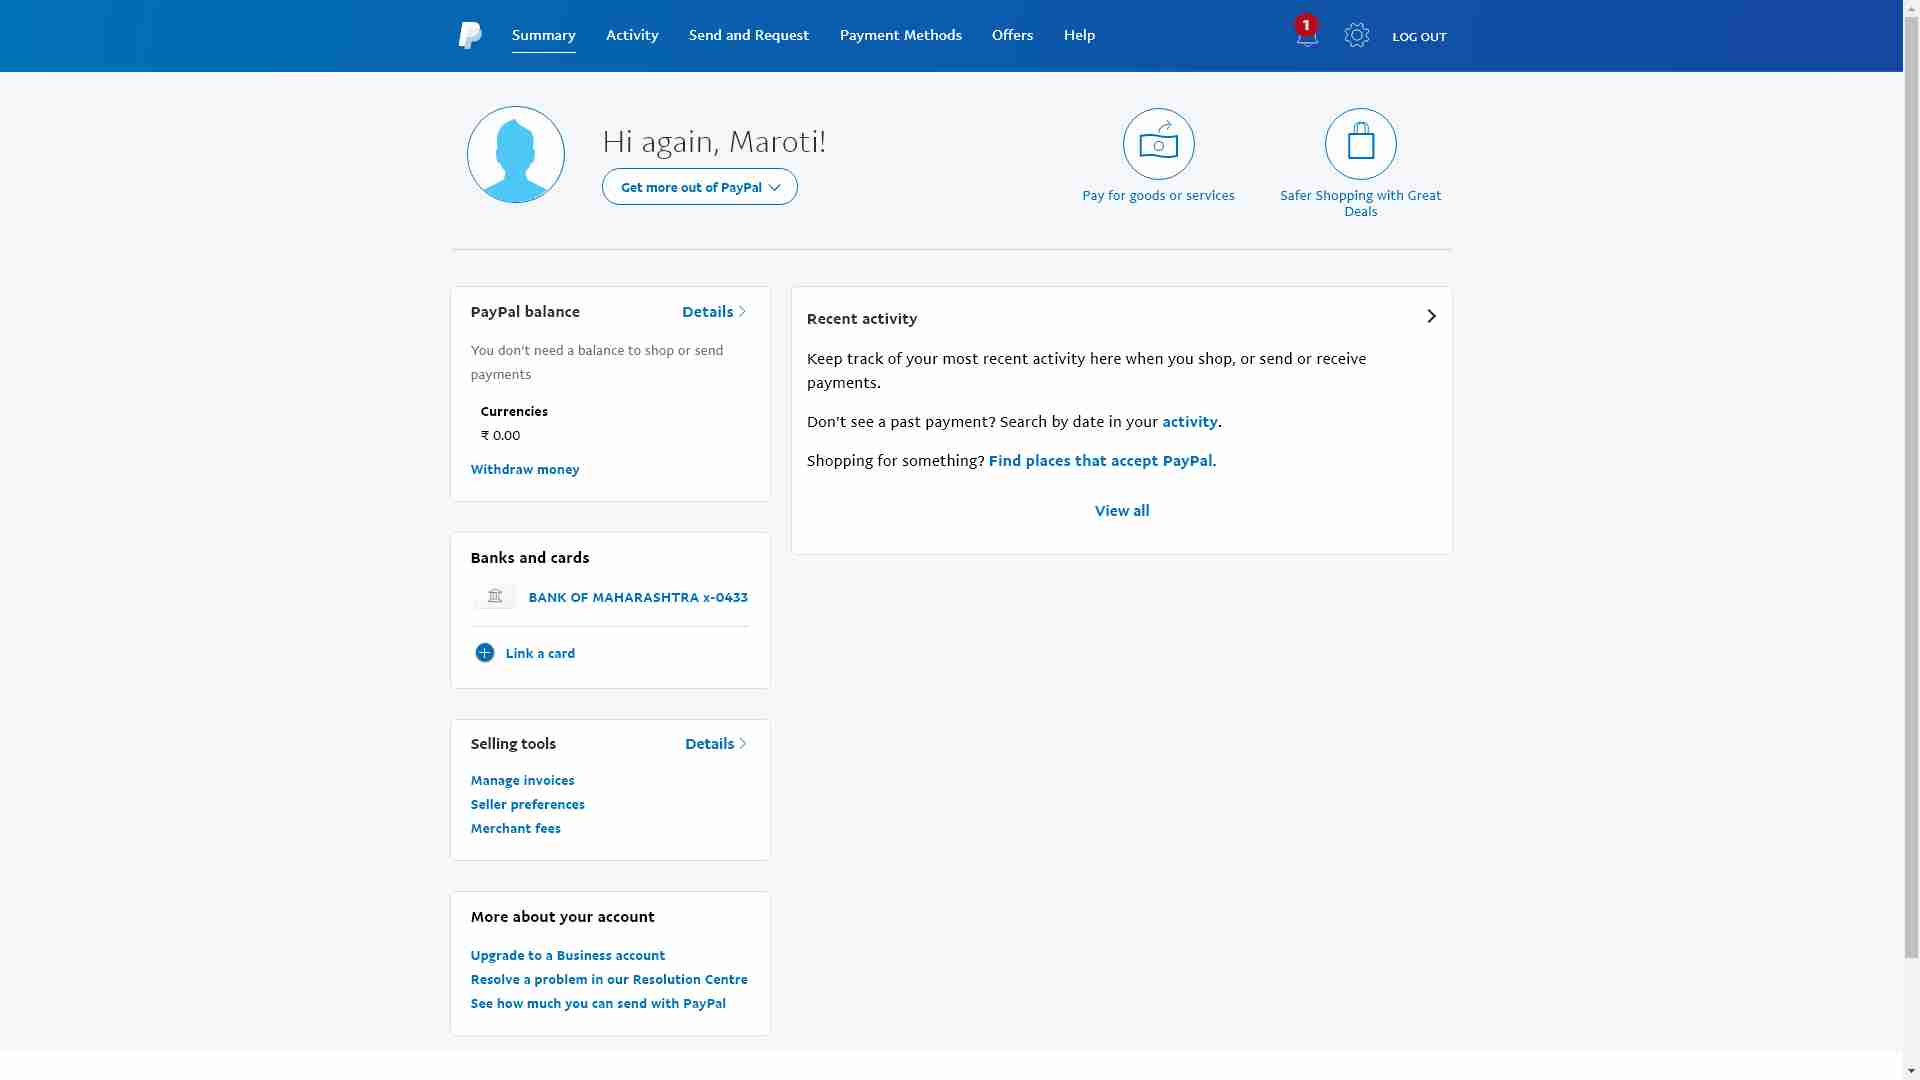 Summary
Activity
Send and Request
Payment Methods
Offers
Help
1
LOG OUT
Hi again, Maroti!
Get more out of PayPal
Pay for goods or services
Safer Shopping with Great
Deals
PayPal balance
Details
You don't need a balance to shop or send
payments
Currencies
₹ 0.00
Withdraw money
Recent activity
Keep track of your most recent activity here when you shop, or send or receive
payments.
Don't see a past payment? Search by date in your activity.
Shopping for something? Find places that accept PayPal.
View all
Banks and cards
BANK OF MAHARASHTRA x-0433
Link a card
Selling tools
Details
Manage invoices
Seller preferences
Merchant fees
More about your account
Upgrade to a Business account
Resolve a problem in our Resolution Centre
See how much you can send with PayPal